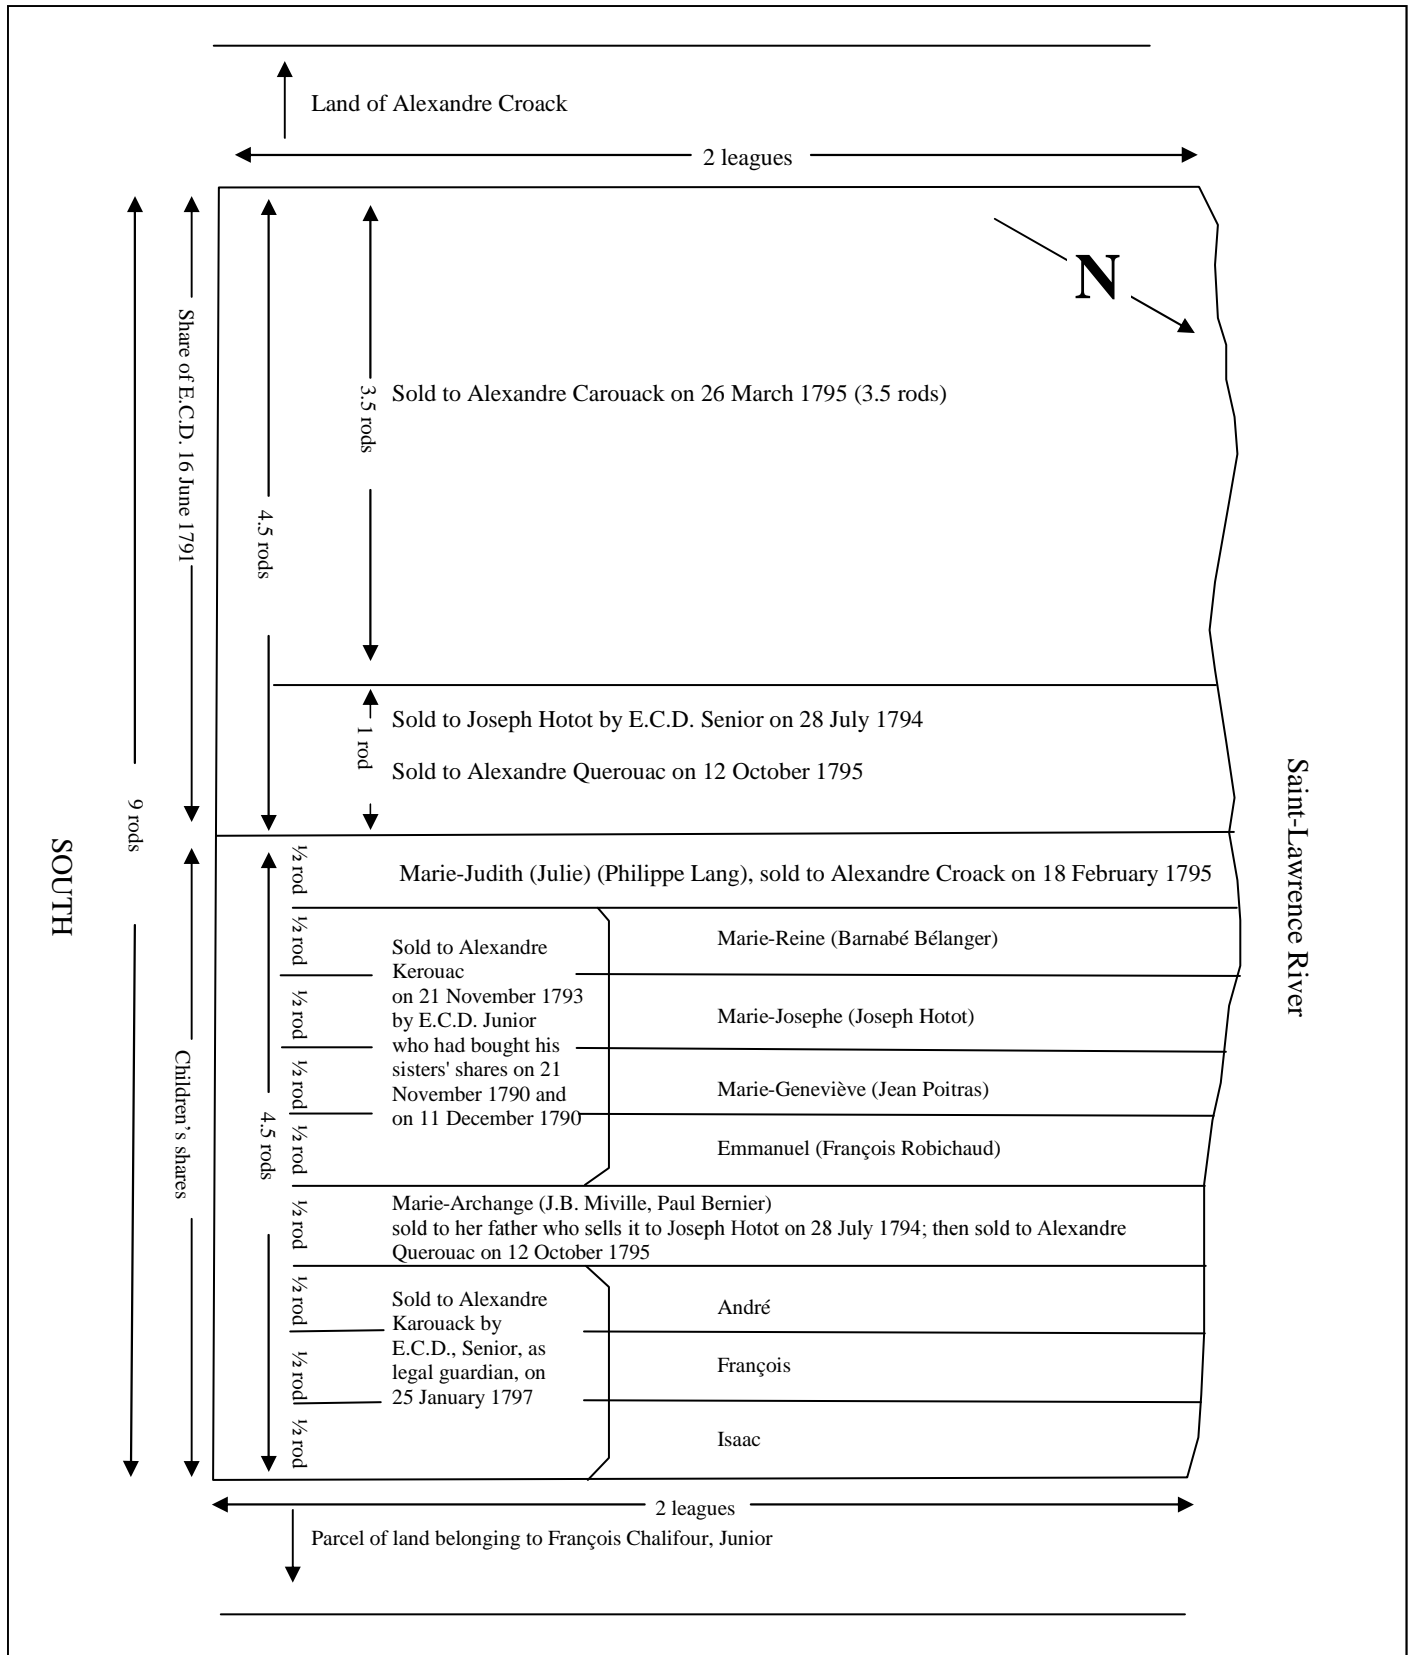 Land of Alexandre Croack
2 leagues
N
Share of E.C.D. 16 June 1791
4.5 rods
3.5 rods
Sold to Alexandre Carouack on 26 March 1795 (3.5 rods)
1 rod
Sold to Joseph Hotot by E.C.D. Senior on 28 July 1794
Sold to Alexandre Querouac on 12 October 1795
9 rods
SOUTH
Saint-Lawrence River
Children's shares
4.5 rods
½ rod
Marie-Judith (Julie) (Philippe Lang), sold to Alexandre Croack on 18 February 1795
½ rod
½ rod
½ rod
½ rod
Sold to Alexandre
Kerouac
on 21 November 1793
by E.C.D. Junior
who had bought his
sisters' shares on 21
November 1790 and
on 11 December 1790
Marie-Reine (Barnabé Bélanger)
Marie-Josephe (Joseph Hotot)
Marie-Geneviève (Jean Poitras)
Emmanuel (François Robichaud)
½ rod
Marie-Archange (J.B. Miville, Paul Bernier)
sold to her father who sells it to Joseph Hotot on 28 July 1794; then sold to Alexandre
Querouac on 12 October 1795
½ rod
½ rod
½ rod
Sold to Alexandre
Karouack by
E.C.D., Senior, as
legal guardian, on
25 January 1797
André
François
Isaac
2 leagues
Parcel of land belonging to François Chalifour, Junior